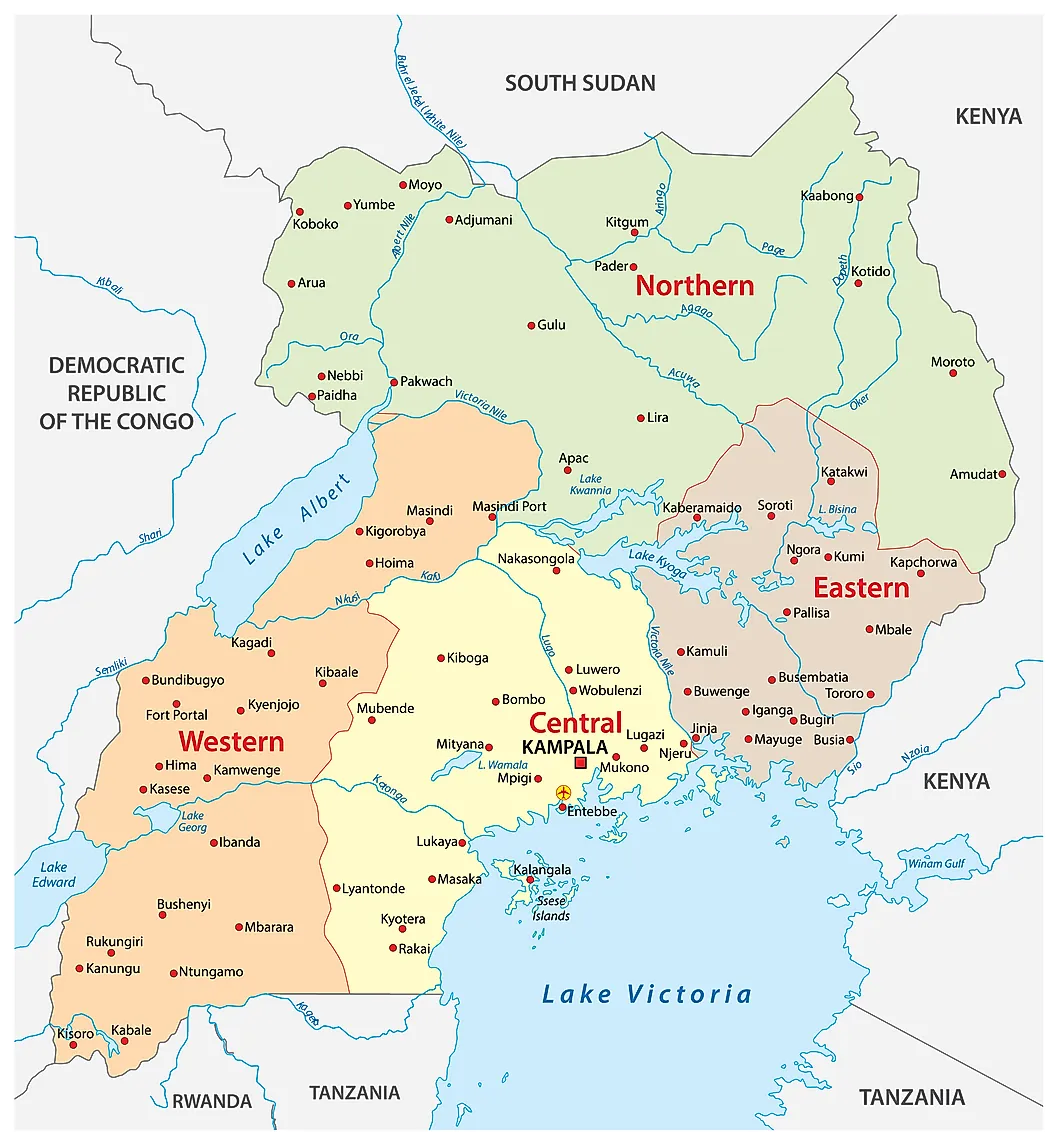 SOUTH SUDAN
KENYA
Buhr el Jebel (White Nile)
Moyo
Yumbe
Koboko
Adjumani
Albert Nile
Kitgum
Aringo
Kaabong
Page
Pader
Northern
Dopeth
Kotido
Arua
Kibali
Agago
Gulu
Ora
DEMOCRATIC
REPUBLIC
OF THE CONGO
Nebbi
Pakwach
Paidha
Victoria Nile
Acuwa
Moroto
Oker
Lira
Apac
Lake
Kwannia
Katakwi
Amudat
Lake Albert
Masindi
Masindi Port
Kigorobya
Kaberamaido
Soroti
L. Bisina
Shari
Hoima
Kafu
Nkusi
Nakasongola
Lake Kyoga
Ngora
Kumi
Kapchorwa
Eastern
Pallisa
Mbale
Kagadi
Semliki
Bundibugyo
Kibaale
Kiboga
Lugo
Luwero
Victoria Nile
Kamuli
Wobulenzi
Buwenge
Busembatia
Tororo
Fort Portal
Kyenjojo
Mubende
Bombo
Central
Iganga
Bugiri
Western
Mityana
KAMPALA
Lugazi
Jinja
Njeru
Mayuge
Busia
Hima
Kamwenge
L. Wamala
Mpigi
Mukono
Sio
Nzoia
KENYA
Kasese
Katonga
Entebbe
Lake
Georg
Ibanda
Lukaya
Lake
Edward
Winam Gulf
Kalangala
Masaka
Lyantonde
Ssese
Islands
Bushenyi
Mbarara
Kyotera
Rukungiri
Rakai
Kanungu
Ntungamo
Lake Victoria
Kagera
Kisoro
Kabale
RWANDA
TANZANIA
TANZANIA